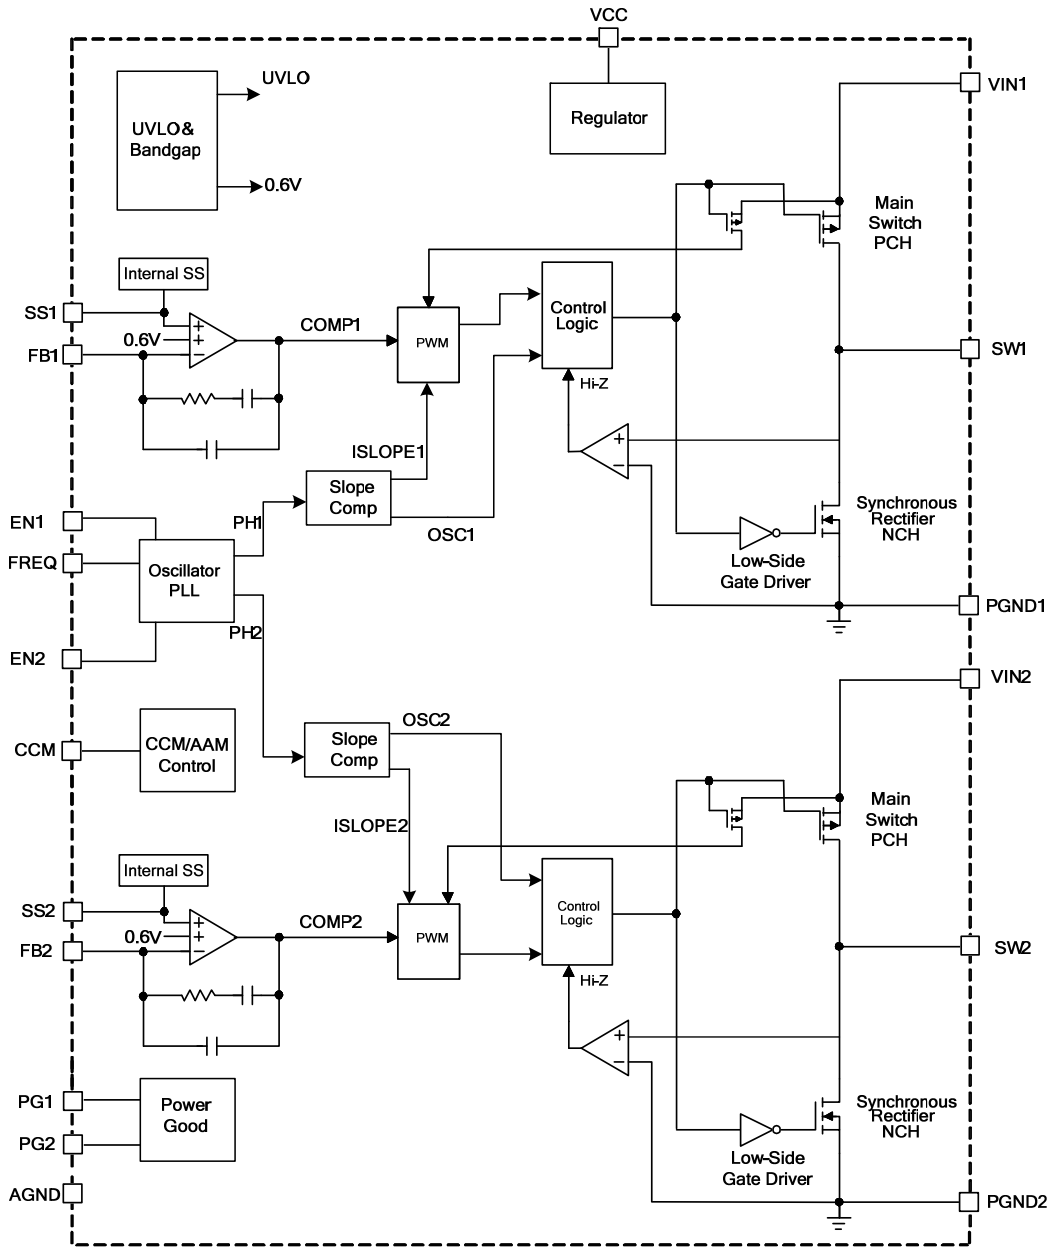 VCC
UVLO
UVLO&
Bandgap
0.6V
Regulator
VIN1
Main
Switch
PCH
Internal SS
SS1
0.6V
FB1
COMP1
PWM
Control
Logic
Hi-Z
SW1
ISLOPE1
Slope
Comp
OSC1
PH1
EN1
FREQ
Oscillator
PLL
PH2
EN2
Synchronous
Rectifier
NCH
Low-Side
Gate Driver
PGND1
VIN2
CCM
CCM/AAM
Control
OSC2
Slope
Comp
ISLOPE2
Main
Switch
PCH
Internal SS
SS2
0.6V
FB2
COMP2
PWM
Control
Logic
Hi-Z
SW2
PG1
PG2
Power
Good
Synchronous
Rectifier
NCH
Low-Side
Gate Driver
AGND
PGND2